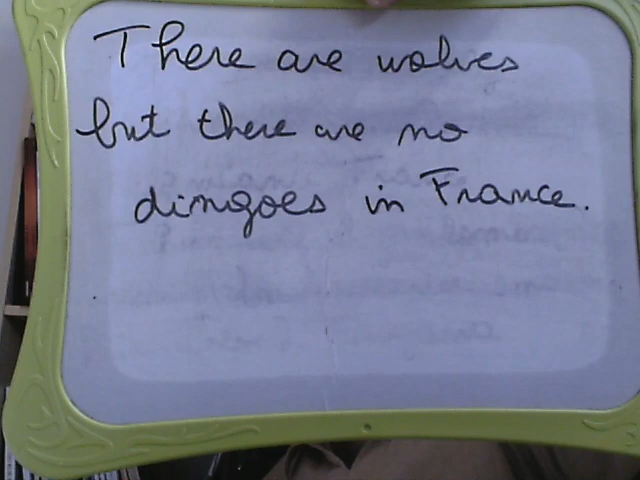 There are wolves
but there are no
dingoes in France.